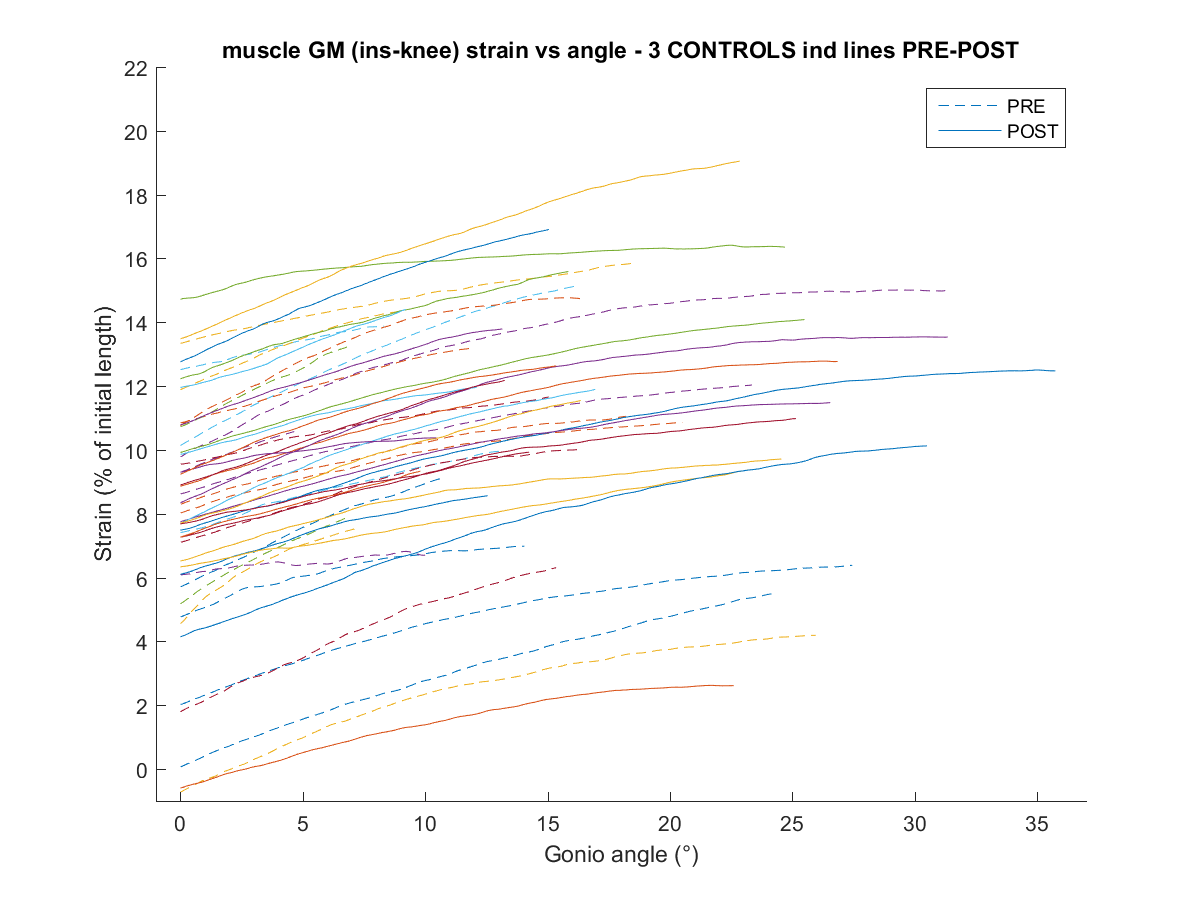 muscle GM (ins-knee) strain vs angle - 3 CONTROLS ind lines PRE-POST
PRE
POST
22
20
18
16
14
12
10
8
6
4
2
0
Strain (% of initial length)
0 5 10 15 20 25 30 35
Gonio angle (°)